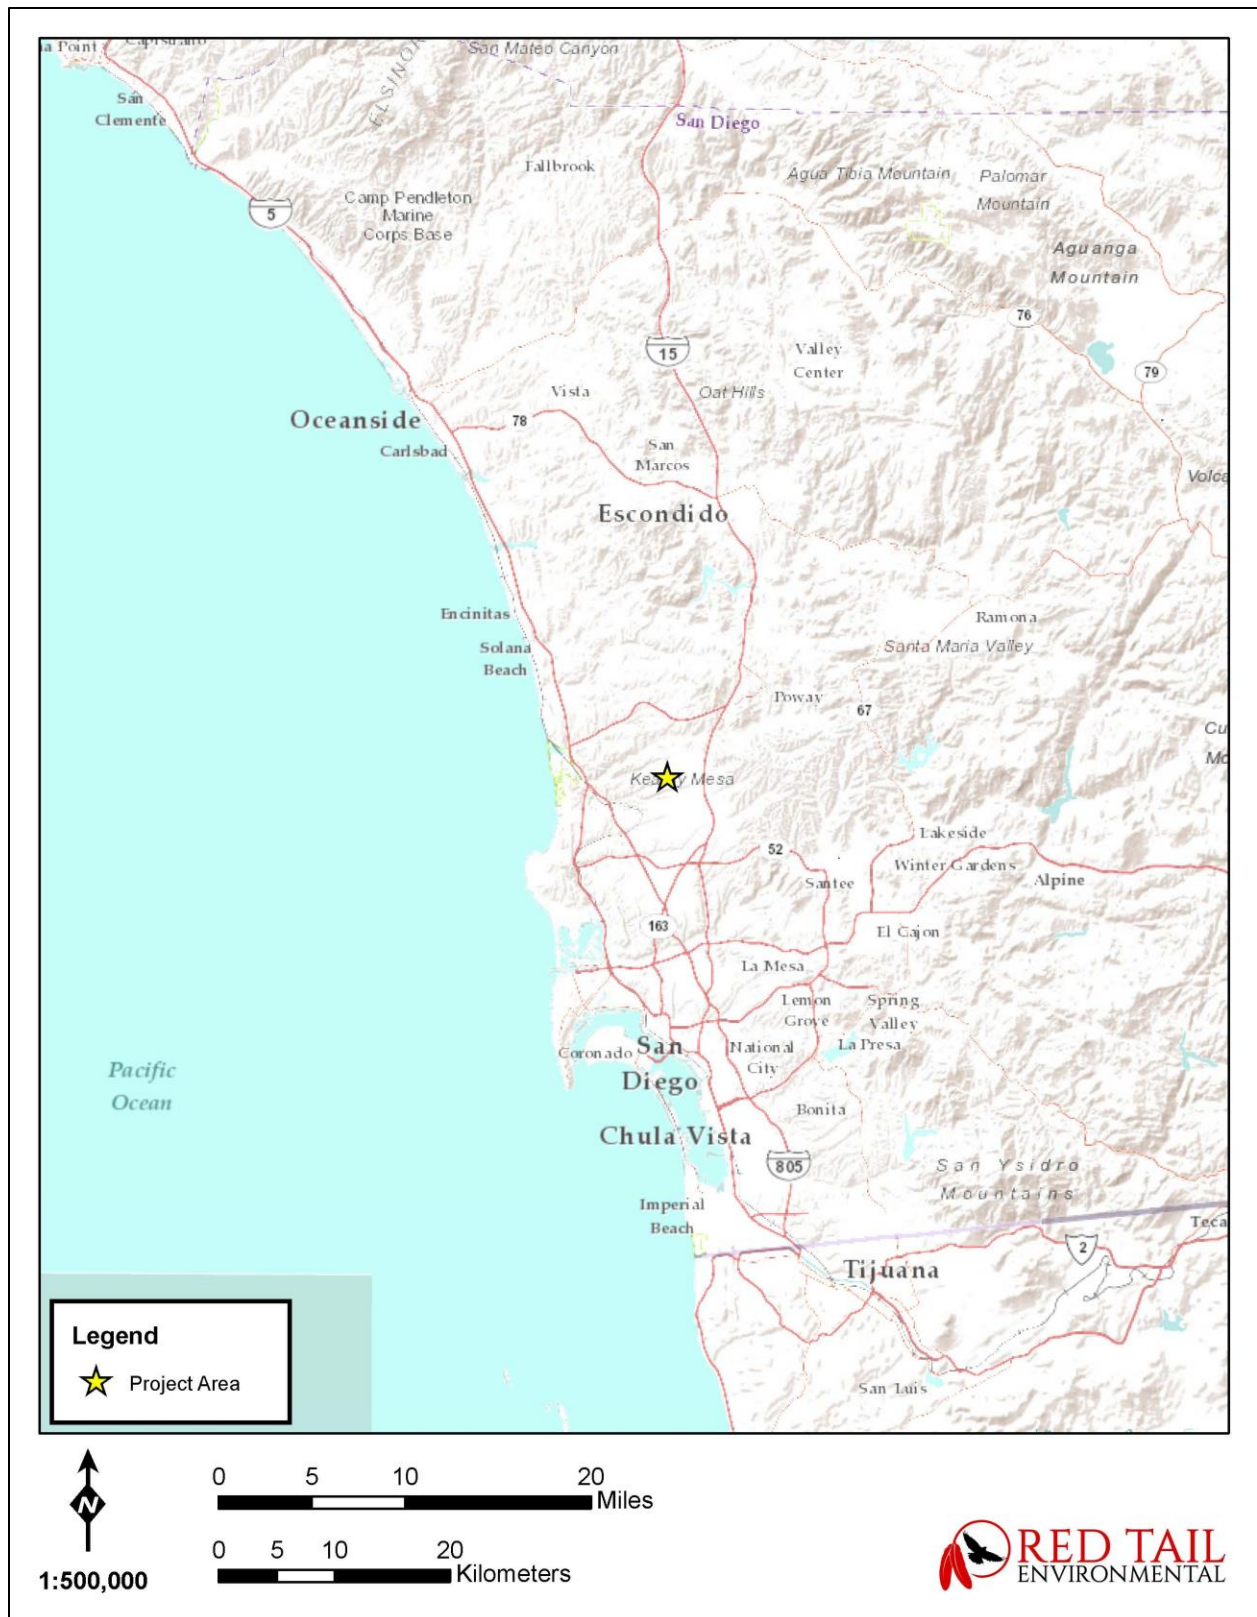 San Mateo Canyon
San
Clemente
San Diego
Fallbrook
Agua Tibia Mountain
Palomar
Mountain
Camp Pendleton
Marine
Corps Base
5
Aguanga
Mountain
76
15
Valley
Center
79
Vista
Oat Hills
Oceanside
78
Carlsbad
San
Marcos
Escondido
Encinitas
Ramona
Solana
Beach
Santa Maria Valley
Poway
67
Mesa
Lakeside
52
Winter Gardens
Santee
Alpine
163
El Cajon
La Mesa
Lemon
Grove
Spring
Valley
La Presa
Coronado
San
Diego
National
City
Pacific
Ocean
Bonita
Chula Vista
805
San Ysidro
Mountains
Imperial
Beach
2
Tijuana
San Luis
Legend
Project Area
N
1:500,000
0 5 10 20
Miles
0 5 10 20
Kilometers
RED TAIL
ENVIRONMENTAL